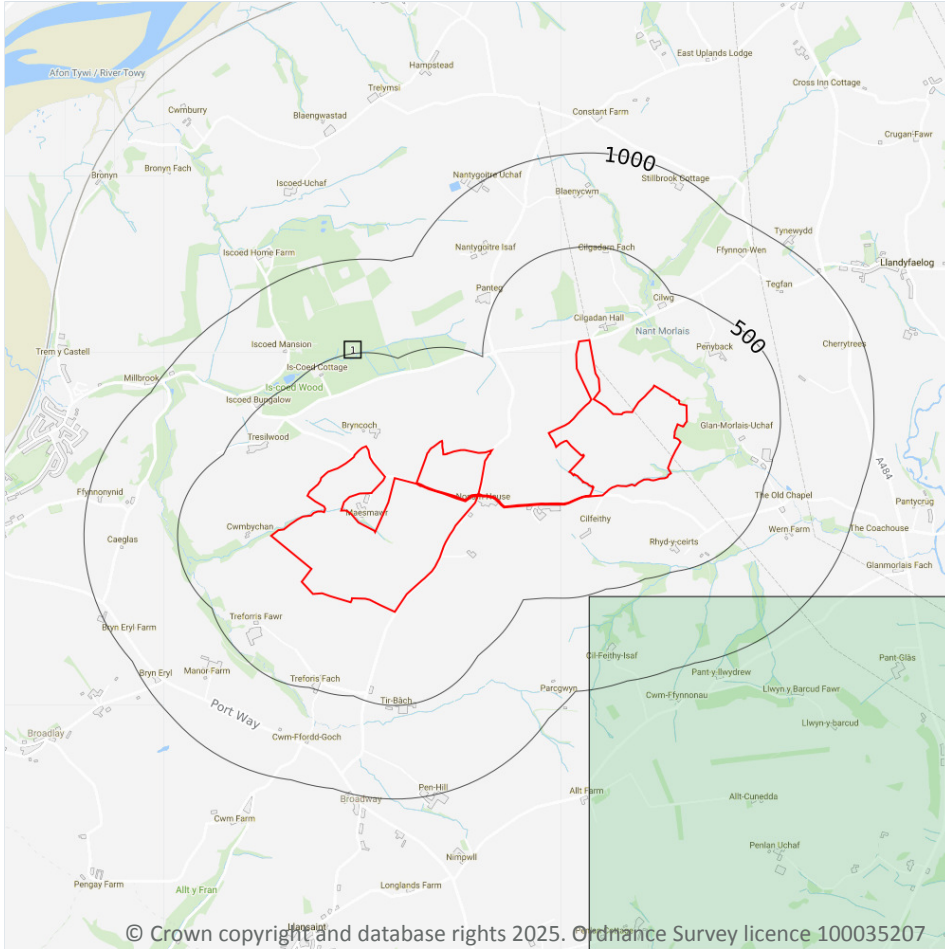 East Uplands Lodge
Hampstead
Afon Tywi / River Towy
Trelymsi
Cross Inn Cottage
Cwrnburry
Blaengwastad
Constant Farm
Crugan-Fawr
1000
Bronyn Fach
Bronyn
Nantygoitre Uchaf
Stillbrook Cottage
Iscoed-Uchaf
Blaenycwm
Tynewydd
Nantygoitre Isaf
Cilgadarn Fach
Iscoed Home Farm
Ffynnon-Wen
Llandyfaelog
Panteg
Tegfan
Cilwg
Cilgadan Hall
Nant Morlais
500
Iscoed Mansion
1
Penyback
Cherrytrees
Trem y Castell
Is-Coed Cottage
Millbrook
Is-coed Wood
Iscoed Bungalow
Bryncoch
Glan-Morlais-Uchaf
Tresilwood
A484
Ffynnonynid
House
The Old Chapel
Pantycrug
Maesmawr
Cwmbychan
Cilfeithy
Wern Farm
The Coachouse
Caeglas
Rhyd-y-ceirts
Glanmorlais Fach
Treforris Fawr
Bryn Eryl Farm
Cil-Feithy-Isaf
Pant-Glâs
Bryn Eryl
Manor Farm
Pant-y-llwydrew
Treforis Fach
Parcgwyn
Cwm-Ffynnonau
Llwyn y Barcud Fawr
Tir-Bâch
Port Way
Llwyn-y-barcud
Broadlay
Cwm-Ffordd-Goch
Pen-Hill
Allt Farm
Allt-Cunedda
Broadway
Cwm Farm
Penlan Uchaf
Nimpwll
Pengay Farm
Allt y Fran
Longlands Farm
Llansaint
© Crown copyright and database rights 2025. Ordnance Survey licence 100035207